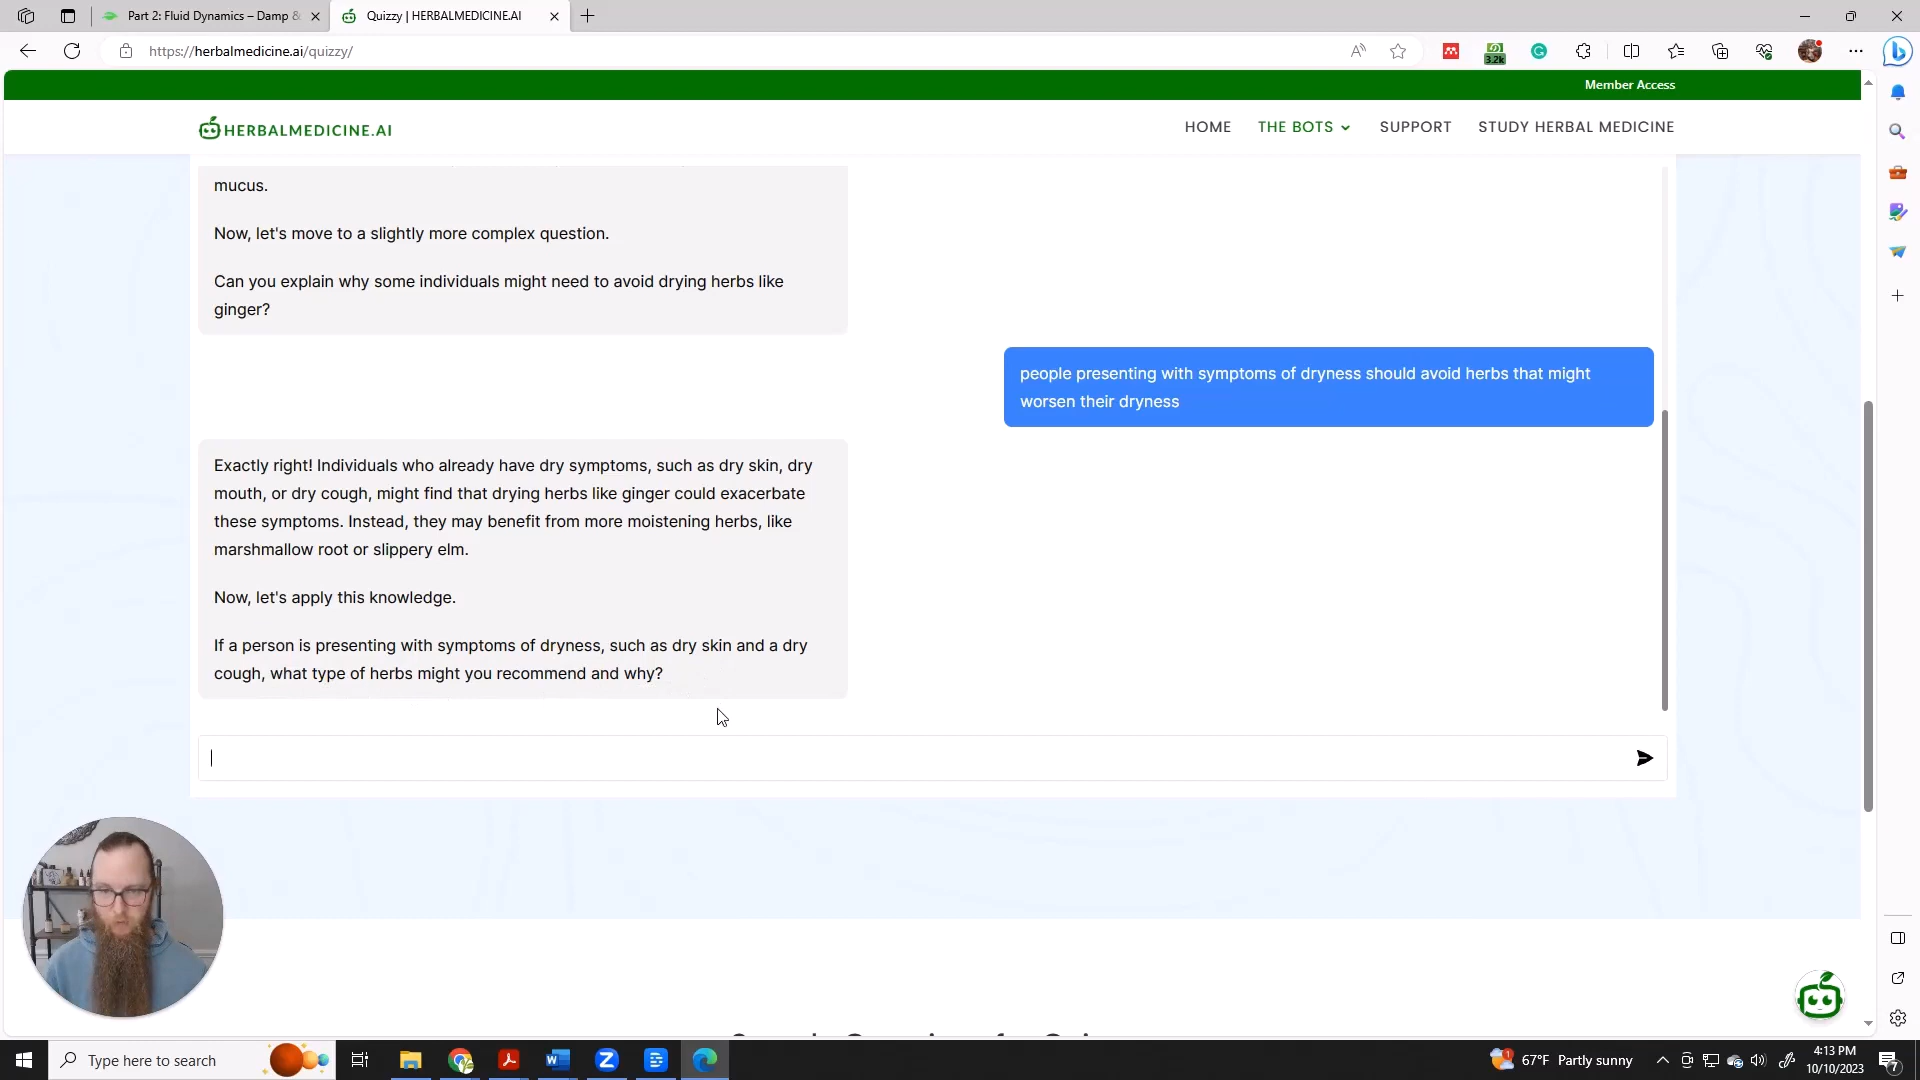 Part 2: Fluid Dynamics – Damp &
Quizzy | HERBALMEDICINE.AI
https://herbalmedicine.ai/quizzy/
3.2k
Member Access
HERBALMEDICINE.AI
HOME
THE BOTS
SUPPORT
STUDY HERBAL MEDICINE
mucus.
Now, let's move to a slightly more complex question.
Can you explain why some individuals might need to avoid drying herbs like
ginger?
people presenting with symptoms of dryness should avoid herbs that might
worsen their dryness
Exactly right! Individuals who already have dry symptoms, such as dry skin, dry
mouth, or dry cough, might find that drying herbs like ginger could exacerbate
these symptoms. Instead, they may benefit from more moistening herbs, like
marshmallow root or slippery elm.
Now, let's apply this knowledge.
If a person is presenting with symptoms of dryness, such as dry skin and a dry
cough, what type of herbs might you recommend and why?
Type here to search
67°F Partly sunny
4:13 PM
10/10/2023
7